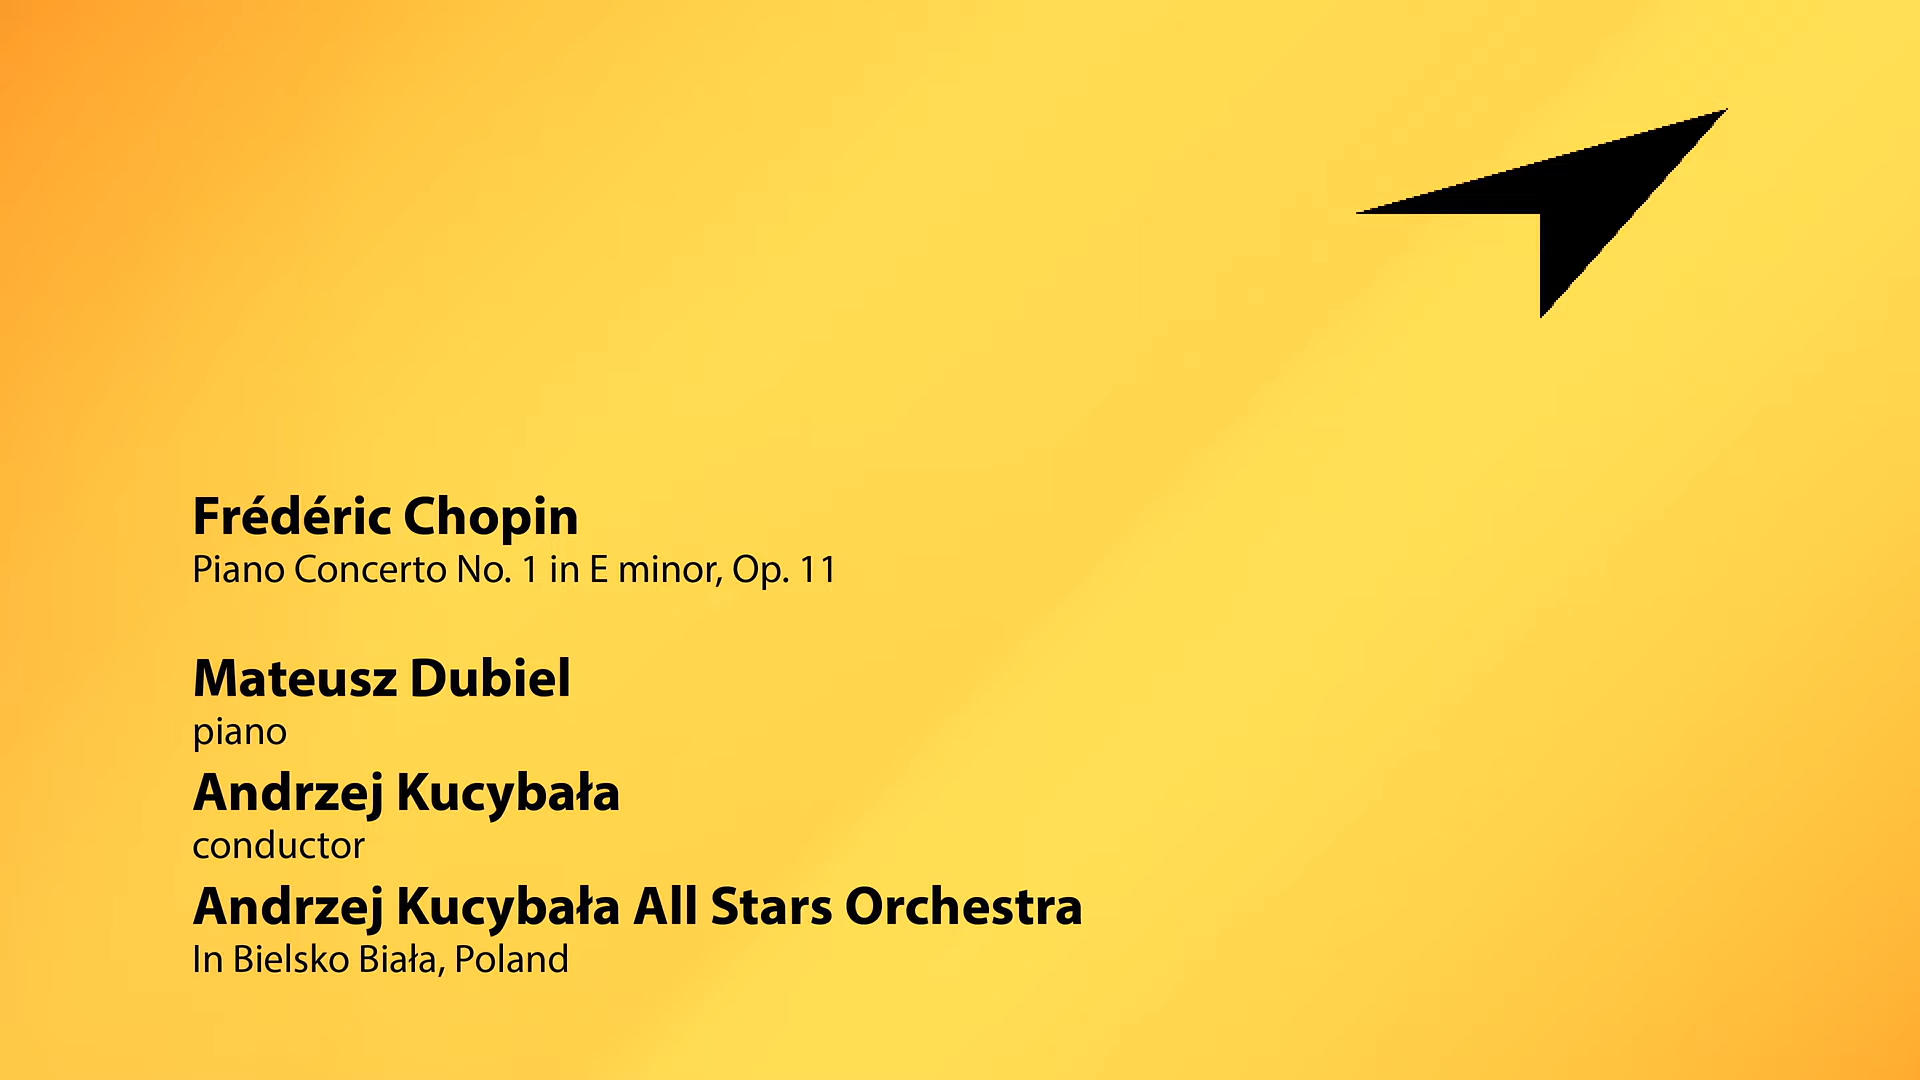 Frédéric Chopin
Piano Concerto No. 1 in E minor, Op. 11
Mateusz Dubiel
piano
Andrzej Kucybała
conductor
Andrzej Kucybała All Stars Orchestra
In Bielsko Biała, Poland